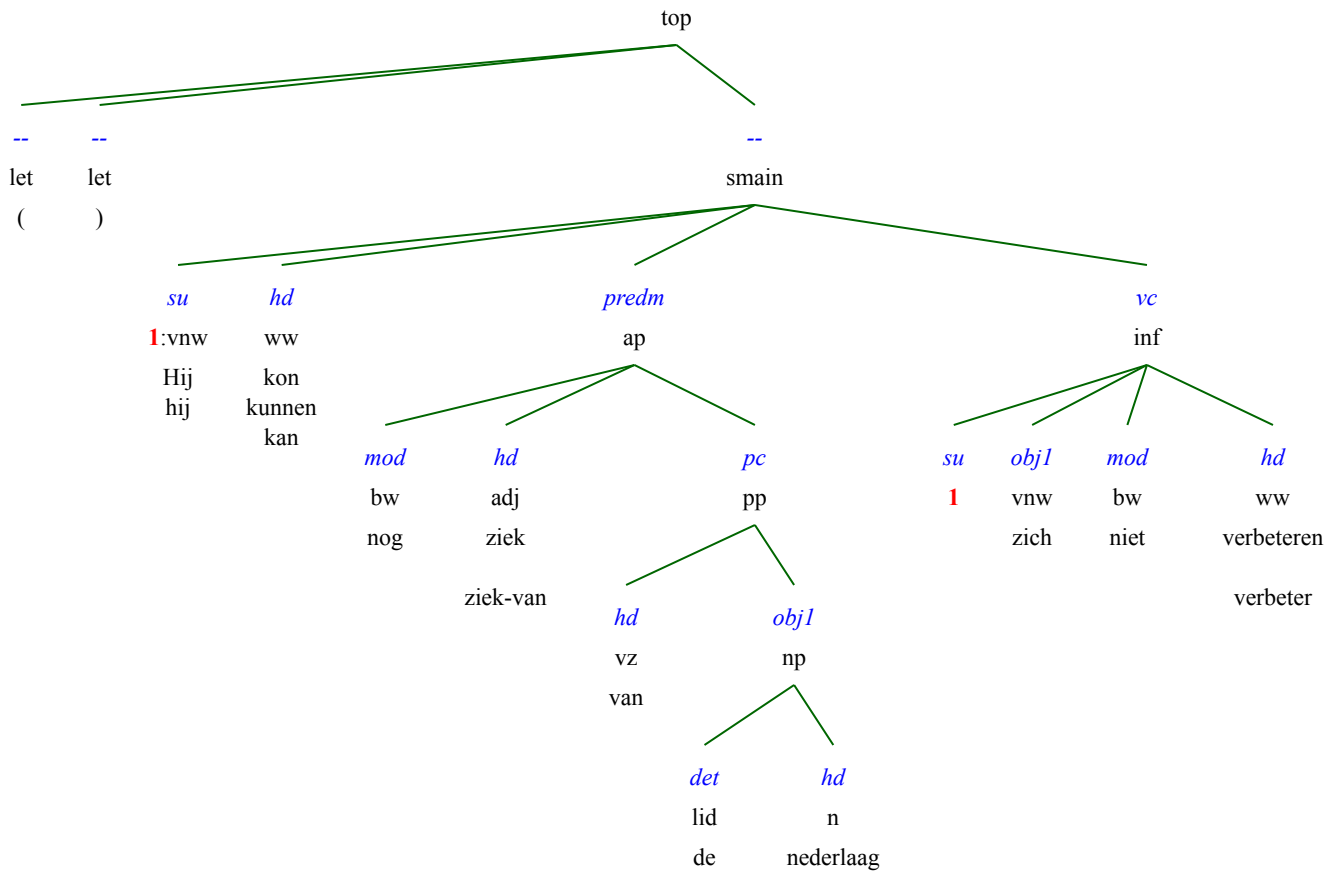 top
-- -- --
let let smain
( )
su hd predm vc
1:vnw ww ap inf
Hij kon
hij kunnen
kan
mod hd pc su obj1 mod hd
bw adj pp 1 vnw bw ww
nog ziek zich niet verbeteren
ziek-van verbeter
hd obj1
vz np
van
det hd
lid n
de nederlaag